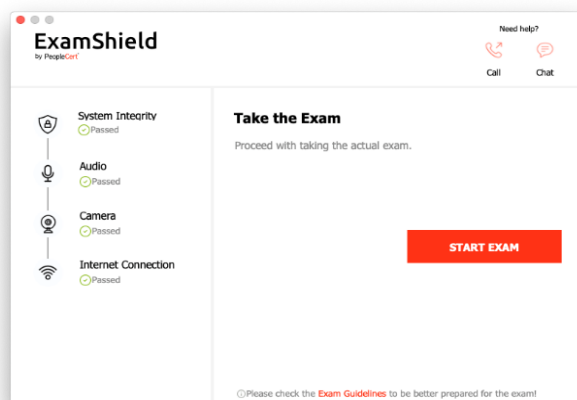 Need help?
ExamShield
by PeopleCert
Call
Chat
System Integrity
Passed
Audio
Passed
Camera
Passed
Internet Connection
Passed
Take the Exam
Proceed with taking the actual exam.
START EXAM
Please check the Exam Guidelines to be better prepared for the exam!